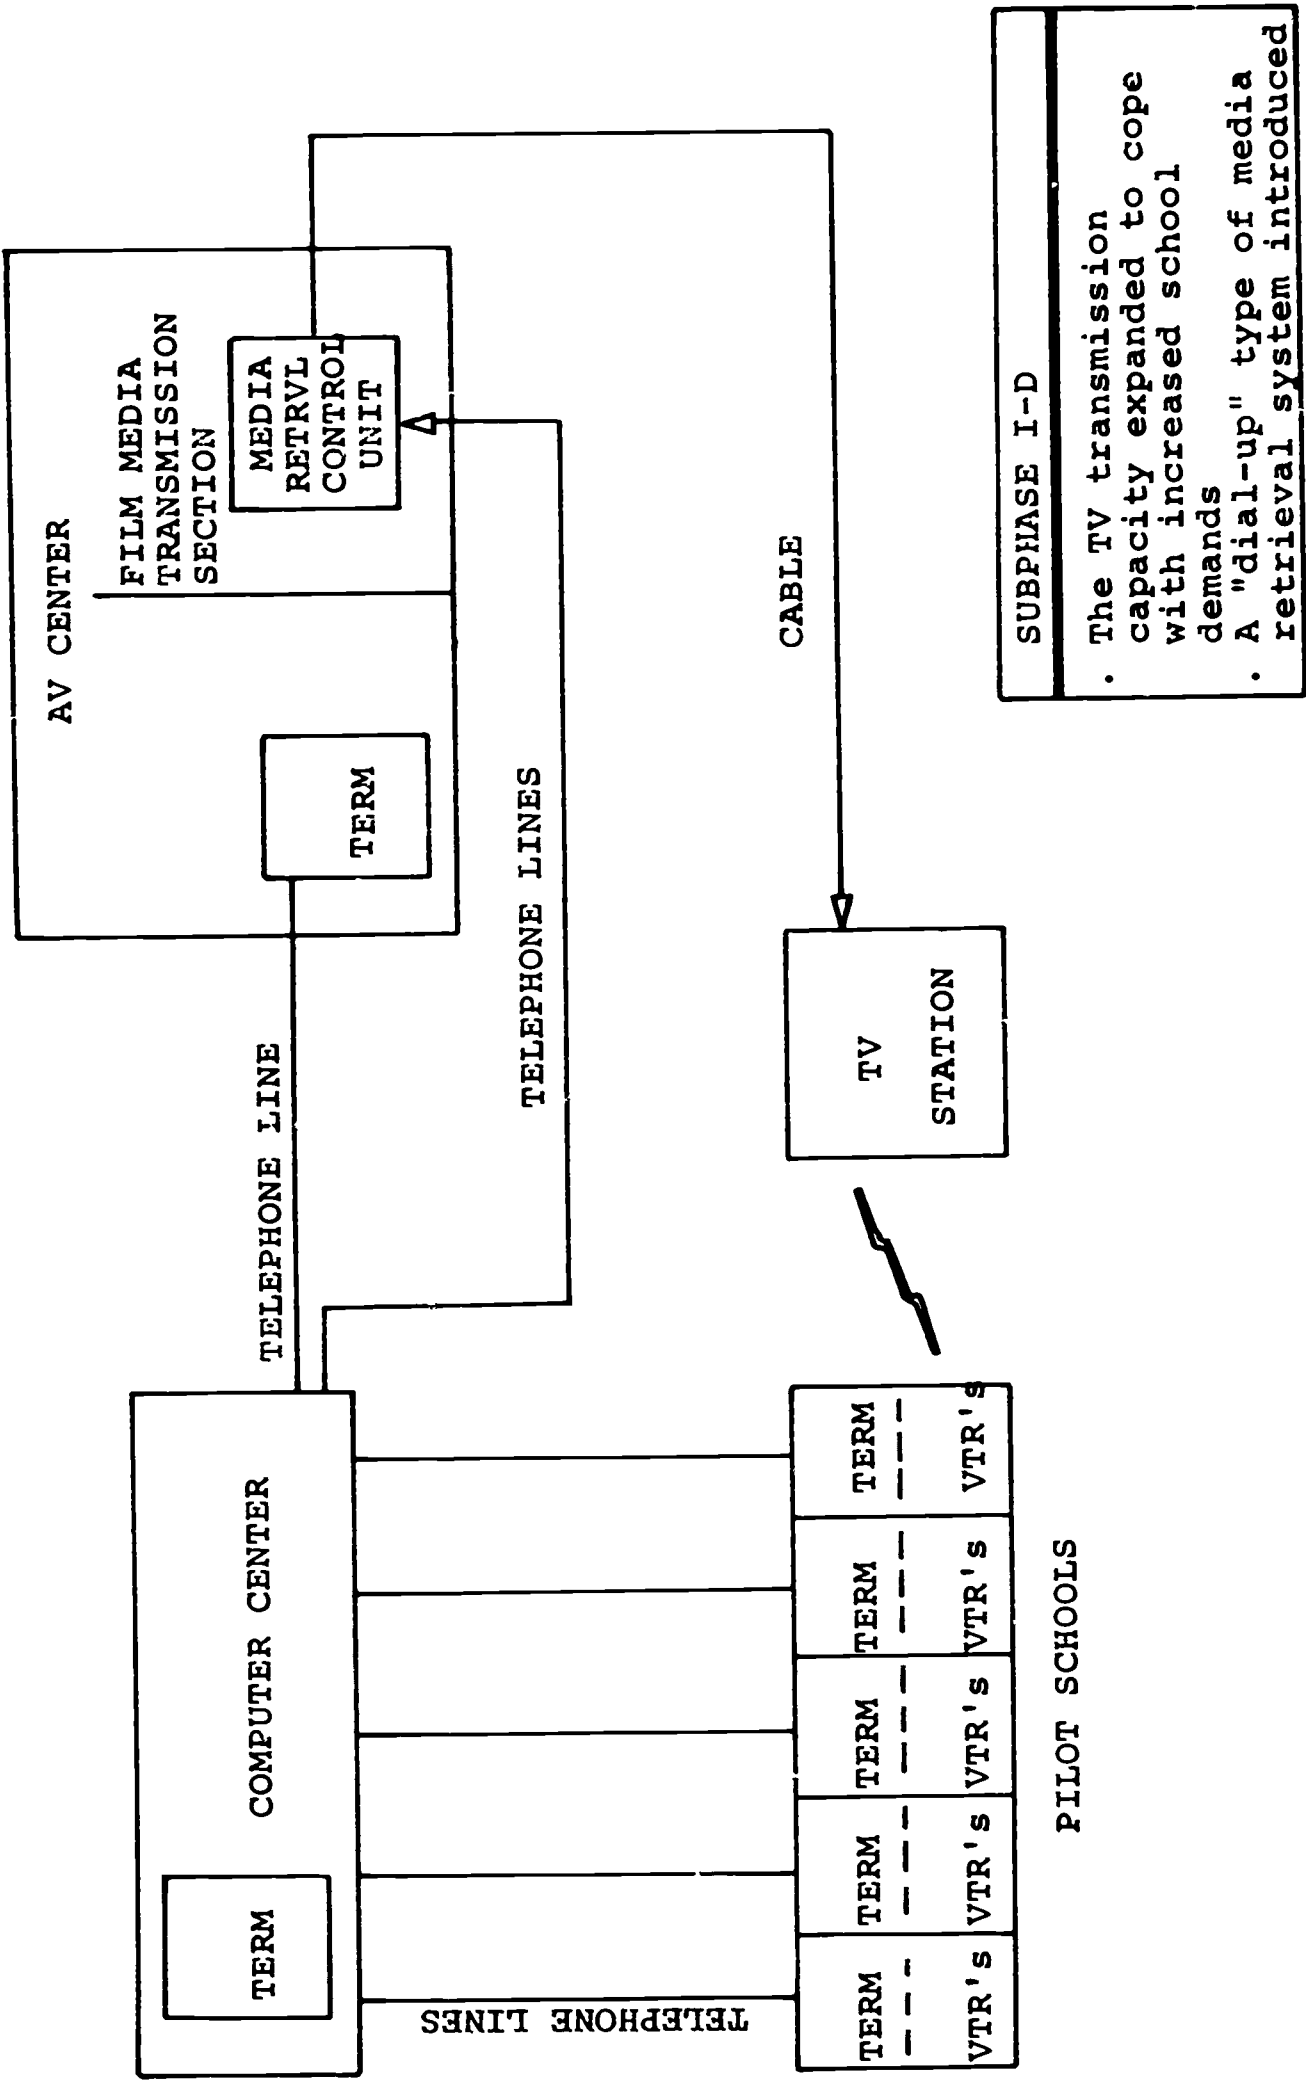 AV CENTER
FILM MEDIA
TRANSMISSION
SECTION
MEDIA
RETRVL
CONTROL
UNIT
TERM
TELEPHONE LINE
TELEPHONE LINES
COMPUTER CENTER
TERM
TELEPHONE LINES
CABLE
TV
STATION
TERM
VTR's
TERM
VTR's
TERM
VTR's
TERM
VTR's
TERM
VTR's
PILOT SCHOOLS
SUBPHASE I-D
. The TV transmission
capacity expanded to cope
with increased school
demands
. A "dial-up" type of media
retrieval system introduced